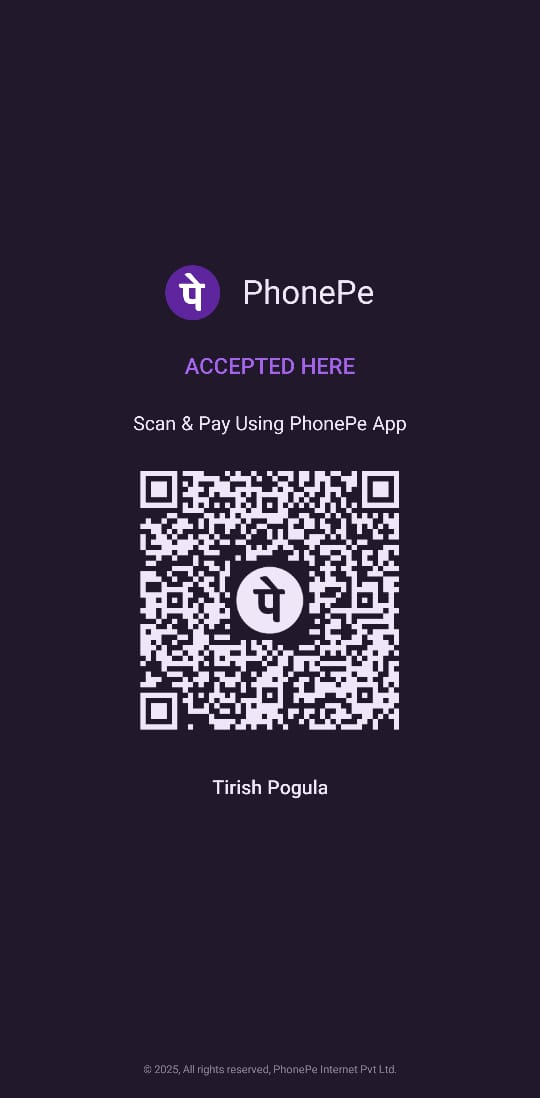 पे PhonePe
ACCEPTED HERE
Scan & Pay Using PhonePe App
पे
Tirish Pogula
© 2025, All rights reserved, PhonePe Internet Pvt Ltd.